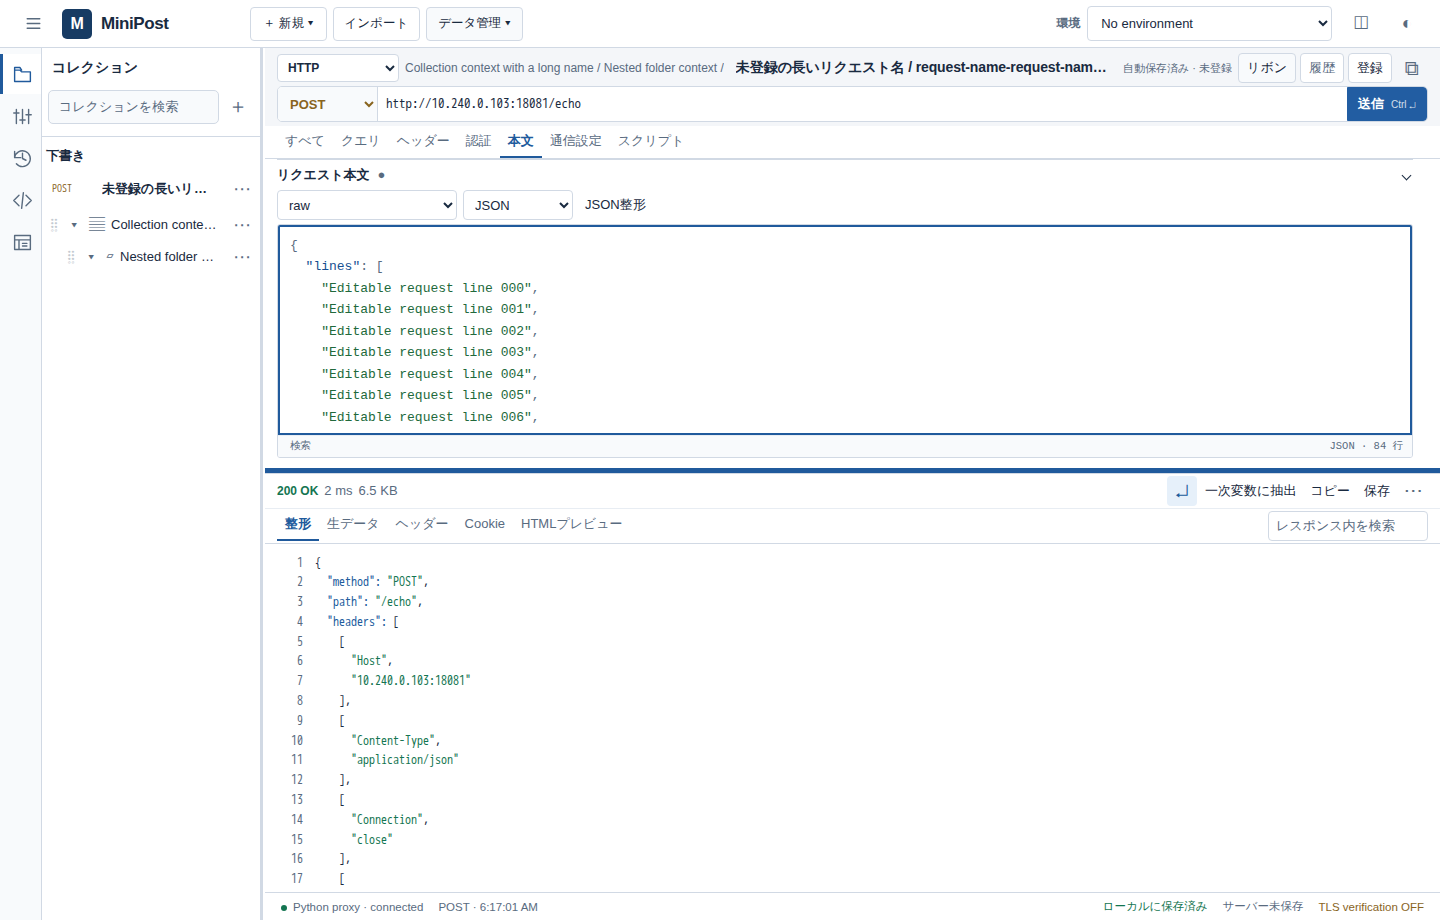 M MiniPost ＋ 新規 ▾ インポート データ管理 ▾ 環境 No environment
コレクション
コレクションを検索 ＋
下書き
POST 未登録の長いリ… ···
Collection conte… ···
Nested folder … ···
HTTP Collection context with a long name / Nested folder context / 未登録の長いリクエスト名 / request-name-request-nam… 自動保存済み · 未登録 リボン 履歴 登録
POST http://10.240.0.103:18081/echo 送信 Ctrl ⏎
すべて クエリ ヘッダー 認証 本文 通信設定 スクリプト
リクエスト本文 ●
raw JSON JSON整形
{
"lines": [
"Editable request line 000",
"Editable request line 001",
"Editable request line 002",
"Editable request line 003",
"Editable request line 004",
"Editable request line 005",
"Editable request line 006",
検索 JSON · 84 行
200 OK 2 ms 6.5 KB 一次変数に抽出 コピー 保存 ···
整形 生データ ヘッダー Cookie HTMLプレビュー レスポンス内を検索
1 {
2 "method": "POST",
3 "path": "/echo",
4 "headers": [
5 [
6 "Host",
7 "10.240.0.103:18081"
8 ],
9 [
10 "Content-Type",
11 "application/json"
12 ],
13 [
14 "Connection",
15 "close"
16 ],
17 [
● Python proxy · connected POST · 6:17:01 AM ローカルに保存済み サーバー未保存 TLS verification OFF